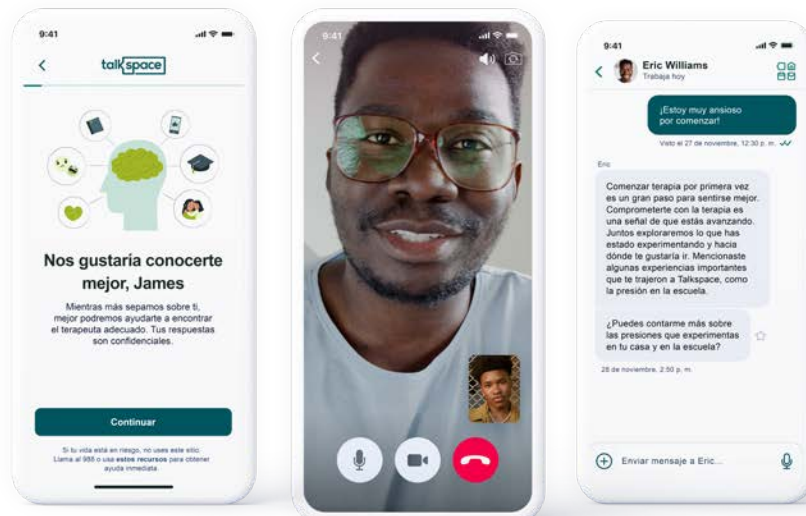 9:41
talkspace
Nos gustaría conocerte
mejor, James
Mientras más sepamos sobre ti,
mejor podremos ayudarte a encontrar
el terapeuta adecuado. Tus respuestas
son confidenciales.
Continuar
Si tu vida está en riesgo, no uses este sitio.
Llama al 988 o usa estos recursos para obtener
ayuda inmediata.
9:41
9:41
Eric Williams
Trabaja hoy
¡Estoy muy ansioso
por comenzar!
Visto el 27 de noviembre, 12:30 p. m.
Eric
Comenzar terapia por primera vez
es un gran paso para sentirse mejor.
Comprometerte con la terapia es
una señal de que estás avanzando.
Juntos exploraremos lo que has
estado experimentando y hacia
dónde te gustaría ir. Mencionaste
algunas experiencias importantes
que te trajeron a Talkspace, como
la presión en la escuela.
¿Puedes contarme más sobre
las presiones que experimentas
en tu casa y en la escuela?
28 de noviembre, 2:50 p. m.
Enviar mensaje a Eric...